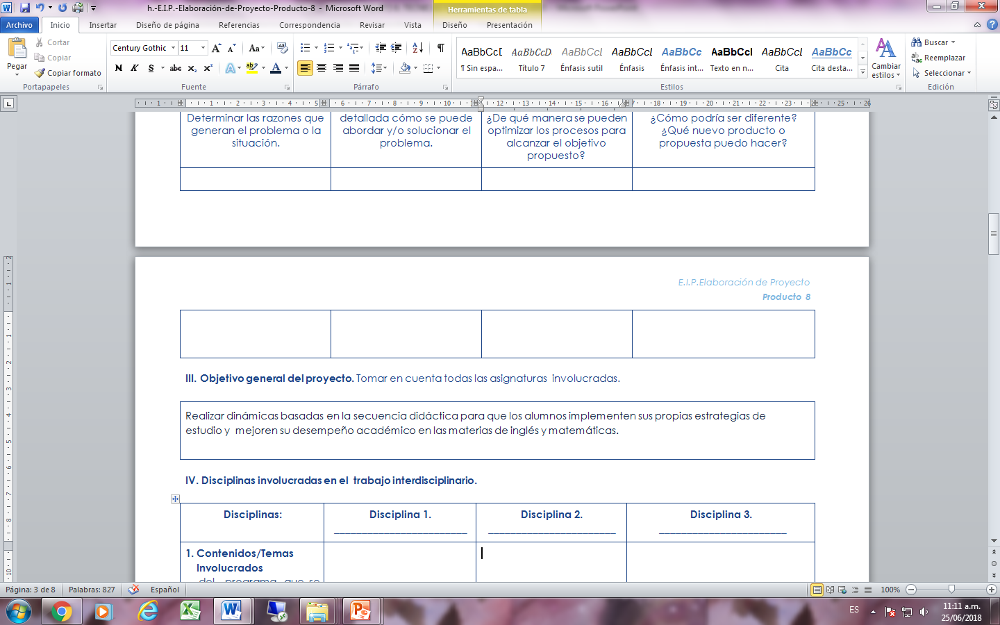 h.-E.I.P.-Elaboración-de-Proyecto-Producto-8 - Microsoft Word
Herramientas de tabla
Archivo Inicio Insertar Diseño de página Referencias Correspondencia Revisar Vista Diseño Presentación
Pegar
Cortar
Copiar
Copiar formato
Portapapeles
Century Gothic 11
Fuente
Párrafo
AaBbCcD AaBbCcD AaBbCcL AaBbCcL AaBbCc AaBbCcl AaBbCcL AaBbCc
¶ Sin espa... Título 7 Énfasis sutil Énfasis Énfasis int... Texto en n... Cita Cita desta...
Estilos
Cambiar
estilos
Buscar
Reemplazar
Seleccionar
Edición
Determinar las razones que
generan el problema o la
situación.
detallada cómo se puede
abordar y/o solucionar el
problema.
¿De qué manera se pueden
optimizar los procesos para
alcanzar el objetivo
propuesto?
¿Cómo podría ser diferente?
¿Qué nuevo producto o
propuesta puedo hacer?
E.I.P.Elaboración de Proyecto
Producto 8
III. Objetivo general del proyecto. Tomar en cuenta todas las asignaturas involucradas.
Realizar dinámicas basadas en la secuencia didáctica para que los alumnos implementen sus propias estrategias de
estudio y mejoren su desempeño académico en las materias de inglés y matemáticas.
IV. Disciplinas involucradas en el trabajo interdisciplinario.
Disciplinas: Disciplina 1. Disciplina 2. Disciplina 3.
1. Contenidos/Temas
Involucrados
del programa que se
Página: 3 de 8 Palabras: 827 Español 100%
ES
11:11 a.m.
25/06/2018